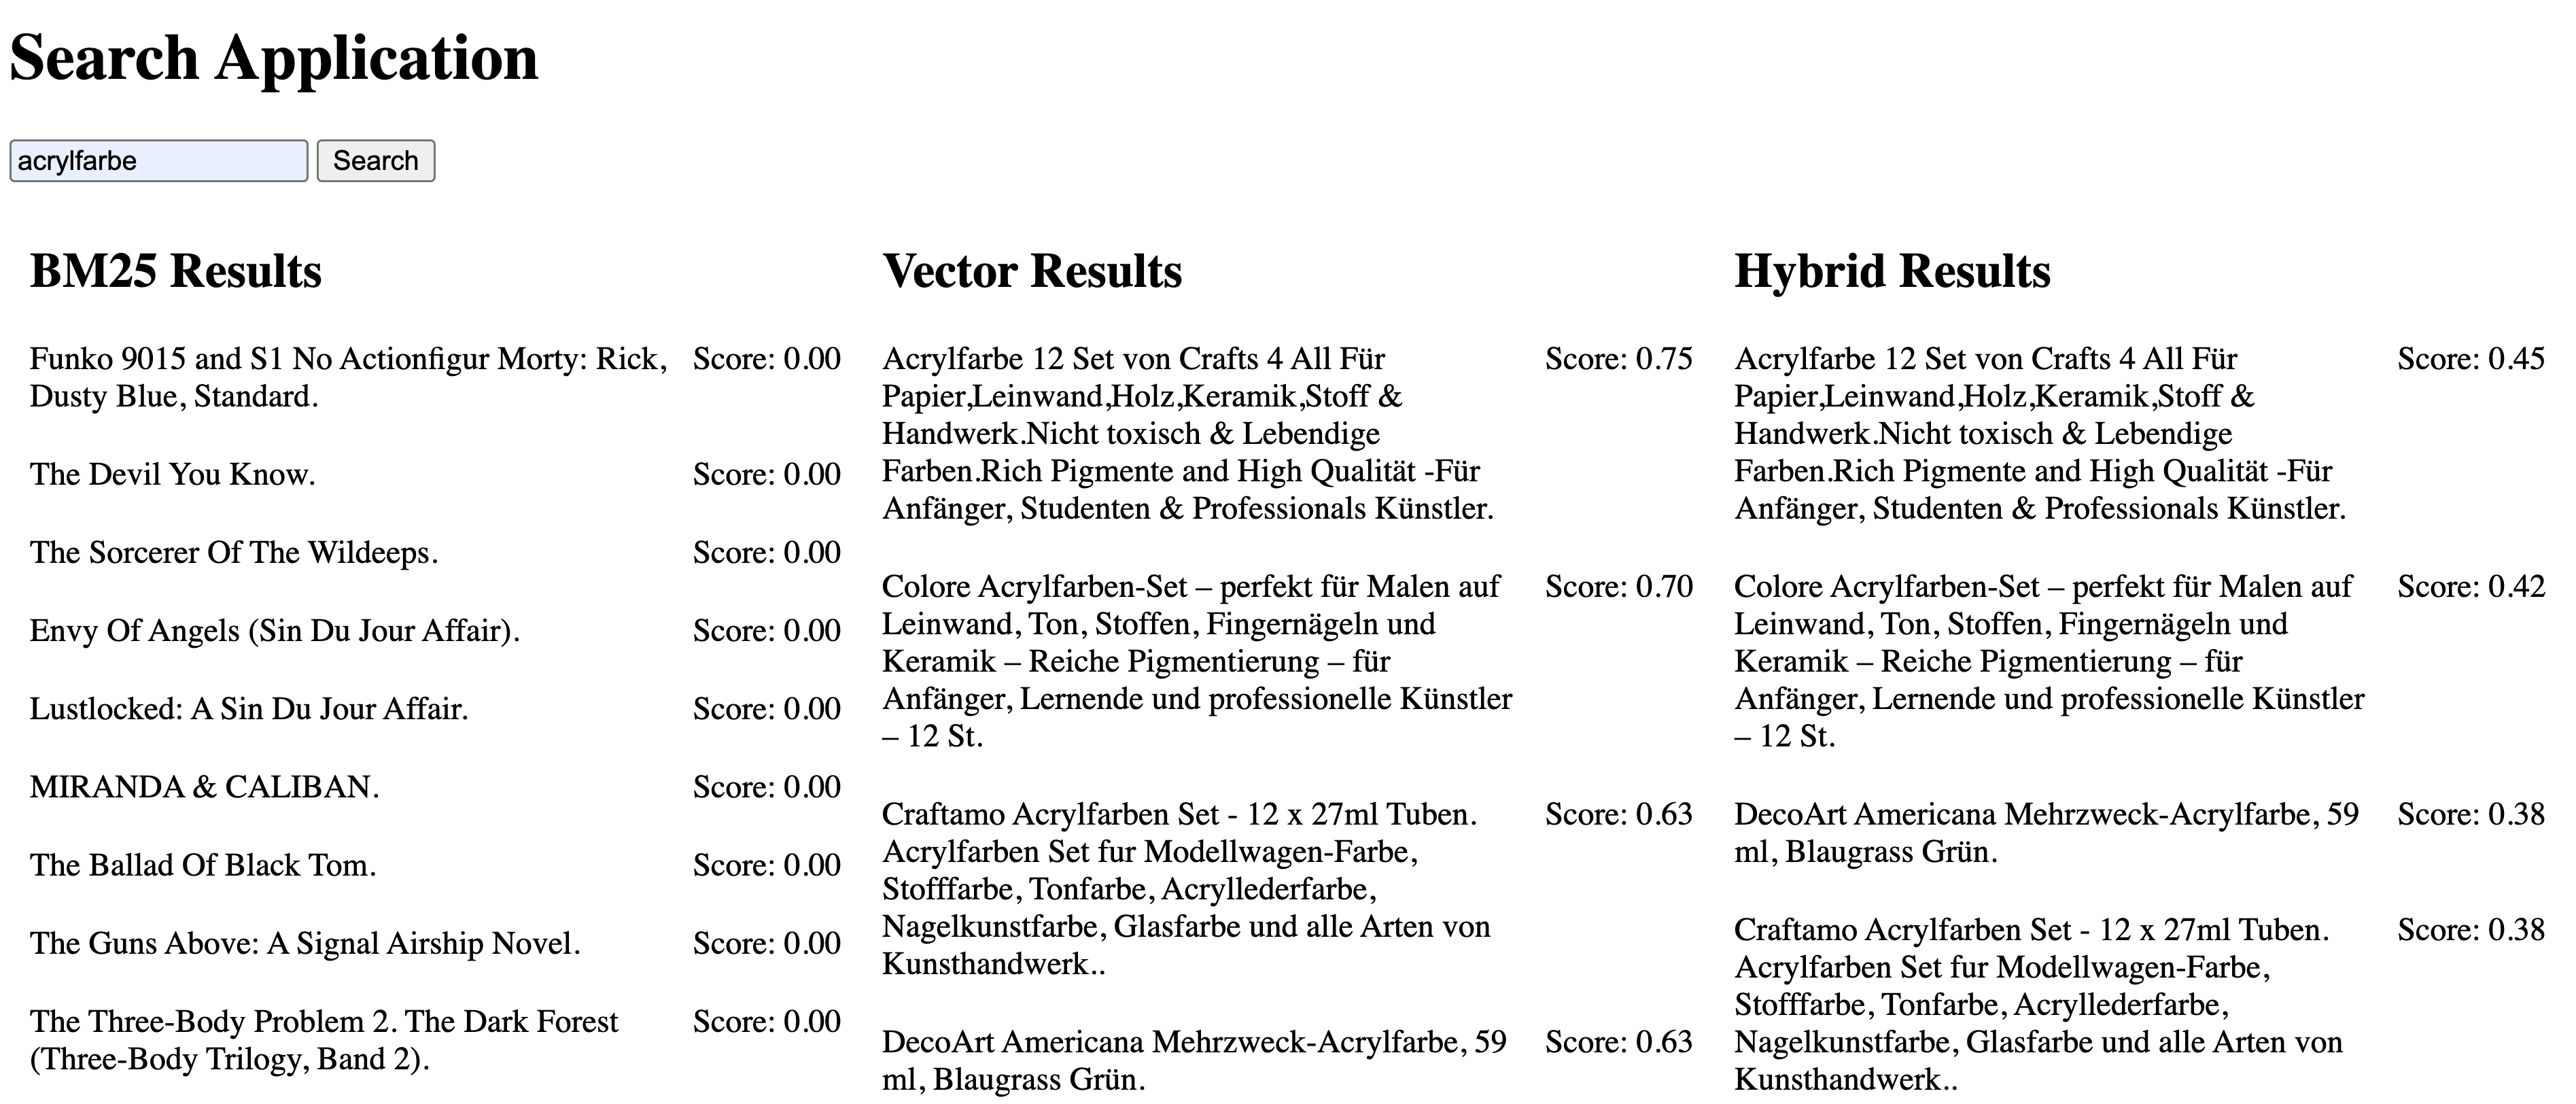 Search Application
acrylfarbe
Search
BM25 Results
Funko 9015 and S1 No Actionfigur Morty: Rick,
Dusty Blue, Standard.
Score: 0.00
The Devil You Know.
Score: 0.00
The Sorcerer Of The Wildeeps.
Score: 0.00
Envy Of Angels (Sin Du Jour Affair).
Score: 0.00
Lustlocked: A Sin Du Jour Affair.
Score: 0.00
MIRANDA & CALIBAN.
Score: 0.00
The Ballad Of Black Tom.
Score: 0.00
The Guns Above: A Signal Airship Novel.
Score: 0.00
The Three-Body Problem 2. The Dark Forest
(Three-Body Trilogy, Band 2).
Score: 0.00
Vector Results
Acrylfarbe 12 Set von Crafts 4 All Für
Papier,Leinwand,Holz,Keramik,Stoff &
Handwerk.Nicht toxisch & Lebendige
Farben.Rich Pigmente and High Qualität -Für
Anfänger, Studenten & Professionals Künstler.
Score: 0.75
Colore Acrylfarben-Set – perfekt für Malen auf
Leinwand, Ton, Stoffen, Fingernägeln und
Keramik – Reiche Pigmentierung – für
Anfänger, Lernende und professionelle Künstler
– 12 St.
Score: 0.70
Craftamo Acrylfarben Set - 12 x 27ml Tuben.
Acrylfarben Set fur Modellwagen-Farbe,
Stofffarbe, Tonfarbe, Acryllederfarbe,
Nagelkunstfarbe, Glasfarbe und alle Arten von
Kunsthandwerk..
Score: 0.63
DecoArt Americana Mehrzweck-Acrylfarbe, 59
ml, Blaugrass Grün.
Score: 0.63
Hybrid Results
Acrylfarbe 12 Set von Crafts 4 All Für
Papier,Leinwand,Holz,Keramik,Stoff &
Handwerk.Nicht toxisch & Lebendige
Farben.Rich Pigmente and High Qualität -Für
Anfänger, Studenten & Professionals Künstler.
Score: 0.45
Colore Acrylfarben-Set – perfekt für Malen auf
Leinwand, Ton, Stoffen, Fingernägeln und
Keramik – Reiche Pigmentierung – für
Anfänger, Lernende und professionelle Künstler
– 12 St.
Score: 0.42
DecoArt Americana Mehrzweck-Acrylfarbe, 59
ml, Blaugrass Grün.
Score: 0.38
Craftamo Acrylfarben Set - 12 x 27ml Tuben.
Acrylfarben Set fur Modellwagen-Farbe,
Stofffarbe, Tonfarbe, Acryllederfarbe,
Nagelkunstfarbe, Glasfarbe und alle Arten von
Kunsthandwerk..
Score: 0.38